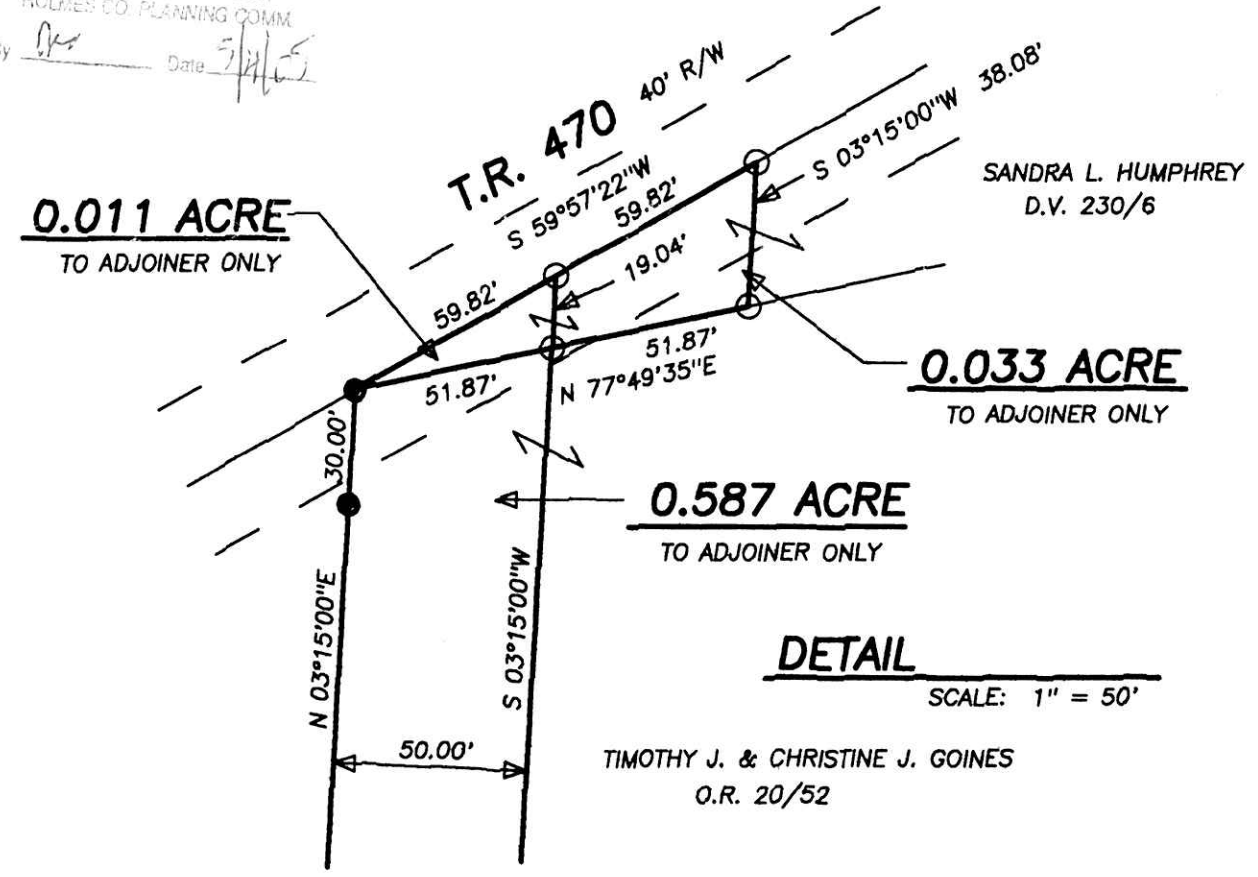 HOLMES CO. PLANNING COMM.
By
Date
T.R. 470 40' R/W
S 59°57'22"W
59.82'
S 03°15'00"W 38.08'
SANDRA L. HUMPHREY
D.V. 230/6
0.011 ACRE
TO ADJOINER ONLY
59.82'
19.04'
51.87'
51.87'
N 77°49'35"E
0.033 ACRE
TO ADJOINER ONLY
30.00'
0.587 ACRE
TO ADJOINER ONLY
N 03°15'00"E
S 03°15'00"W
DETAIL
SCALE: 1" = 50'
50.00'
TIMOTHY J. & CHRISTINE J. GOINES
O.R. 20/52